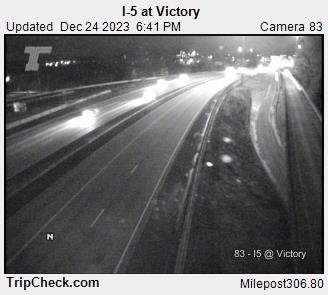 I-5 at Victory
Updated Dec 24 2023 6:41 PM Camera 83
T
N
83 - I5 @ Victory
TripCheck.com Milepost306.80